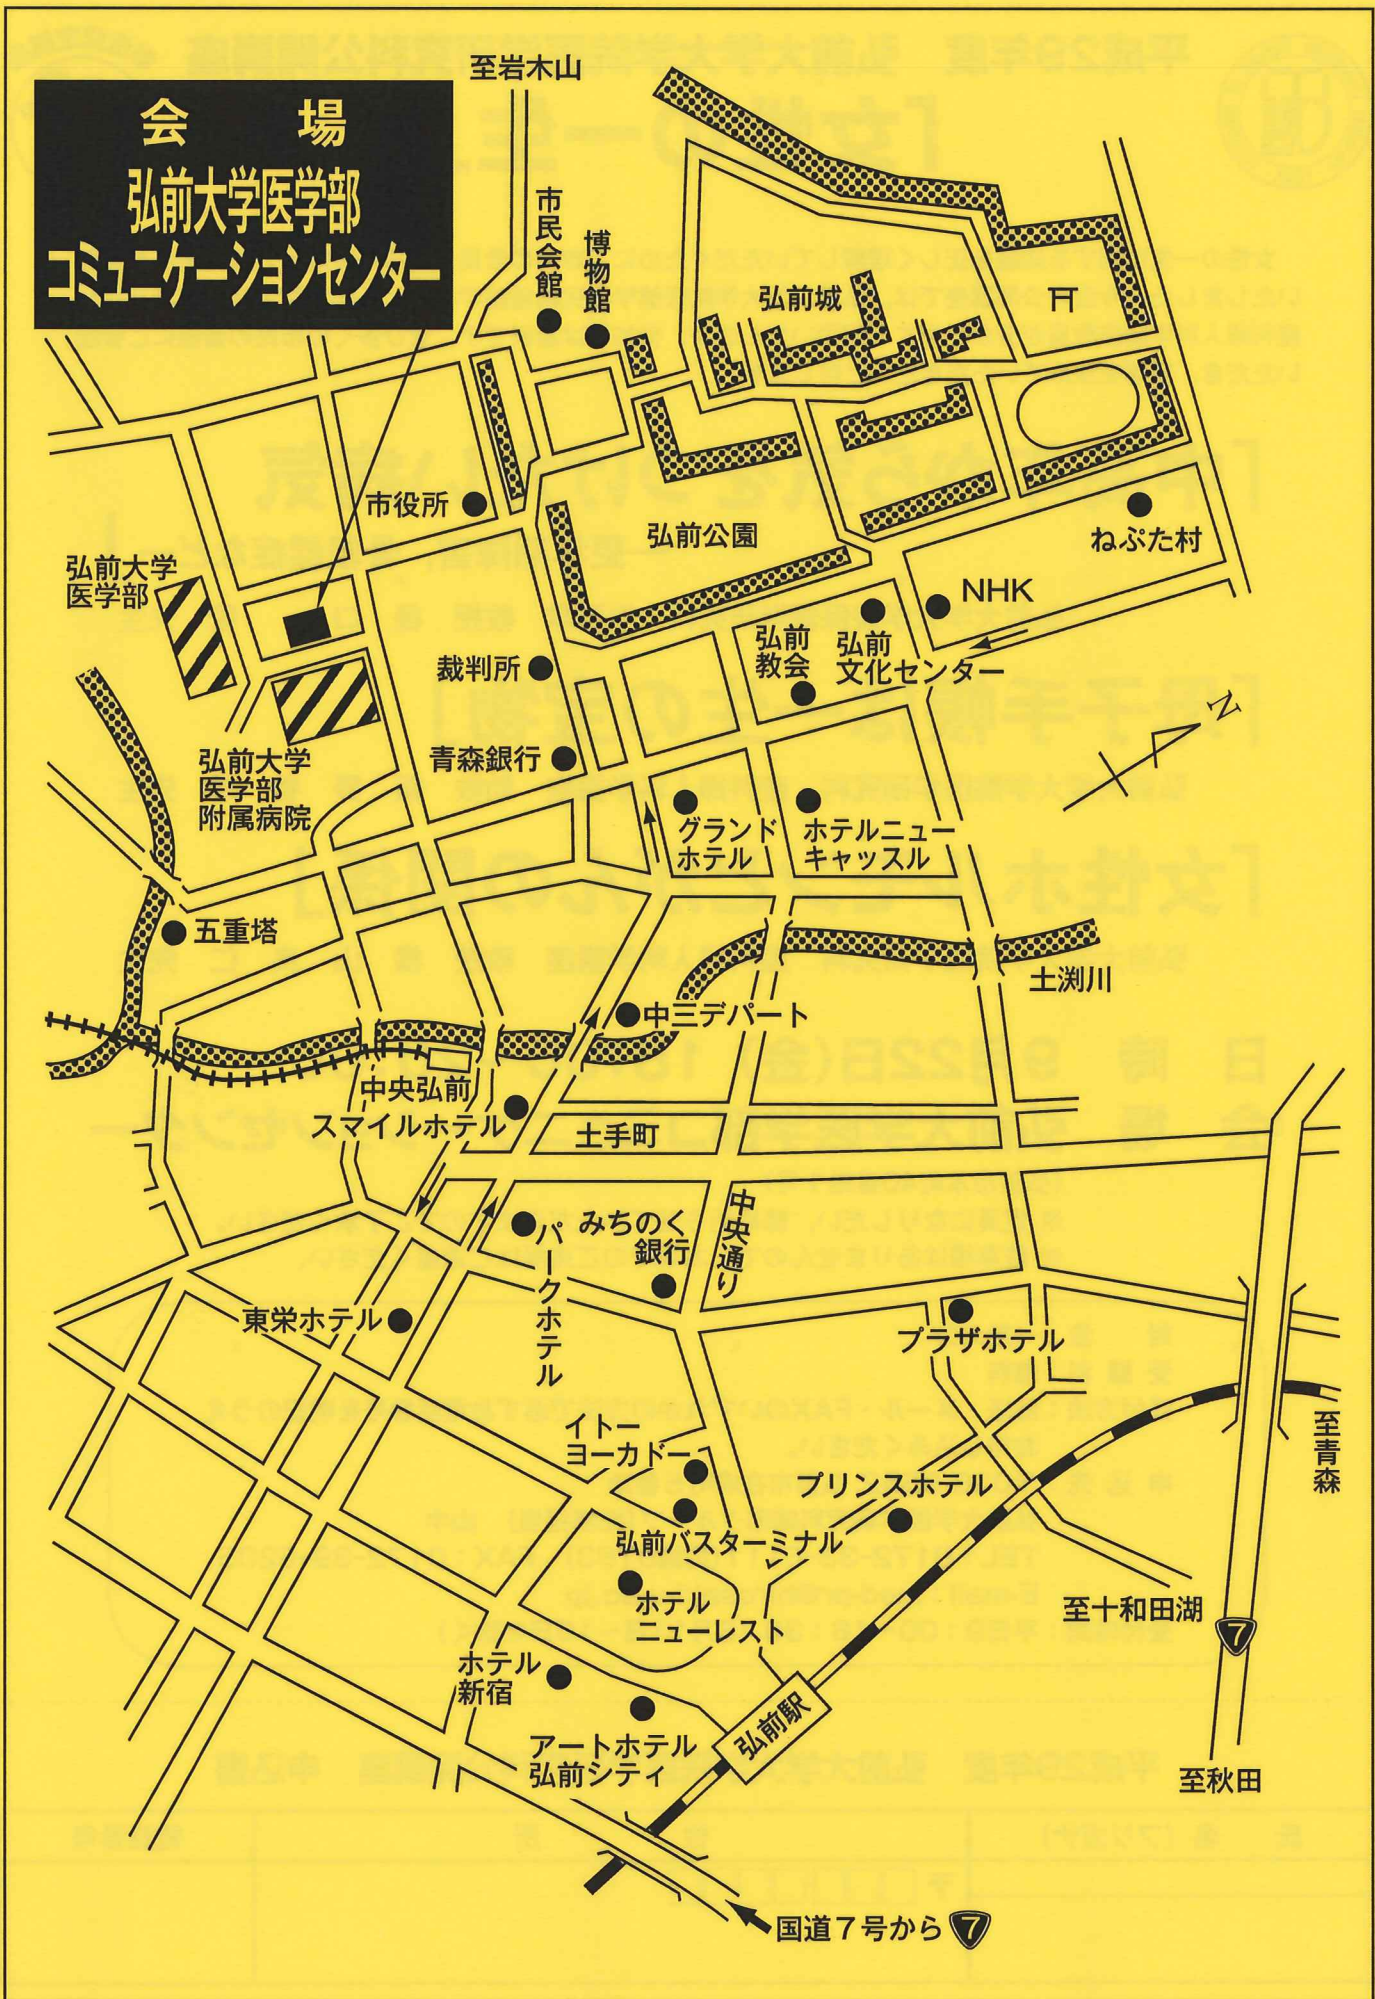 至岩木山
会場
弘前大学医学部
コミュニケーションセンター
市民会館
博物館
弘前城
市役所
弘前公園
ねぷた村
弘前大学
医学部
NHK
弘前
教会
弘前
文化センター
裁判所
N
青森銀行
弘前大学
医学部
附属病院
グランド
ホテル
ホテルニュー
キャッスル
五重塔
土渕川
中三デパート
中央弘前
スマイルホテル
土手町
中央通り
みちのく
銀行
パークホテル
東栄ホテル
プラザホテル
至青森
イトー
ヨーカドー
プリンスホテル
弘前バスターミナル
ホテル
ニューレスト
至十和田湖
7
ホテル
新宿
弘前駅
アートホテル
弘前シティ
至秋田
国道7号から 7